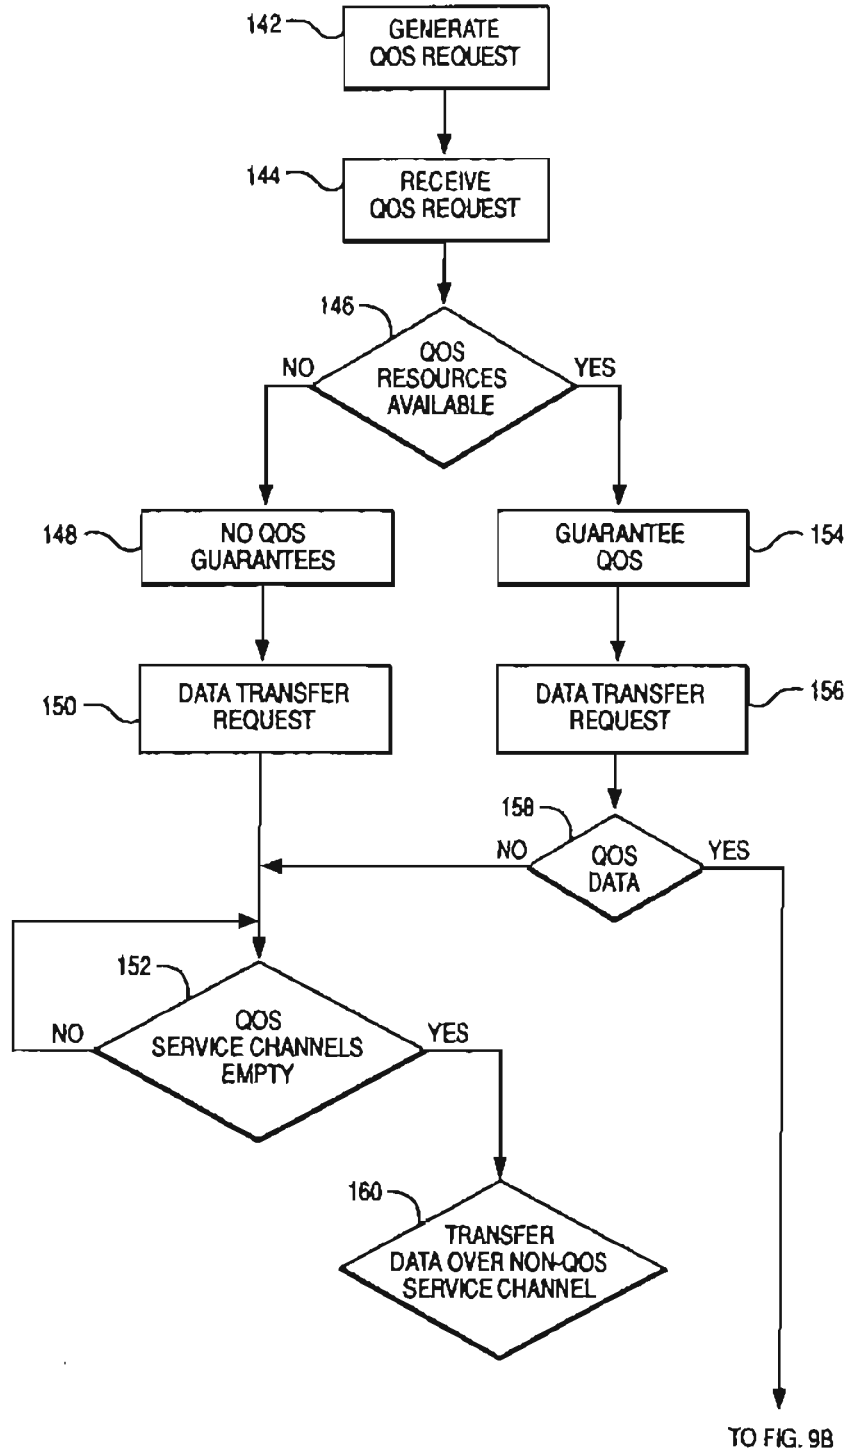 142
GENERATE
QOS REQUEST
144
RECEIVE
QOS REQUEST
146
QOS
RESOURCES
AVAILABLE
NO
YES
148
NO QOS
GUARANTEES
GUARANTEE
QOS
154
150
DATA TRANSFER
REQUEST
DATA TRANSFER
REQUEST
156
158
QOS
DATA
NO
YES
152
QOS
SERVICE CHANNELS
EMPTY
NO
YES
160
TRANSFER
DATA OVER NON-QOS
SERVICE CHANNEL
TO FIG. 9B